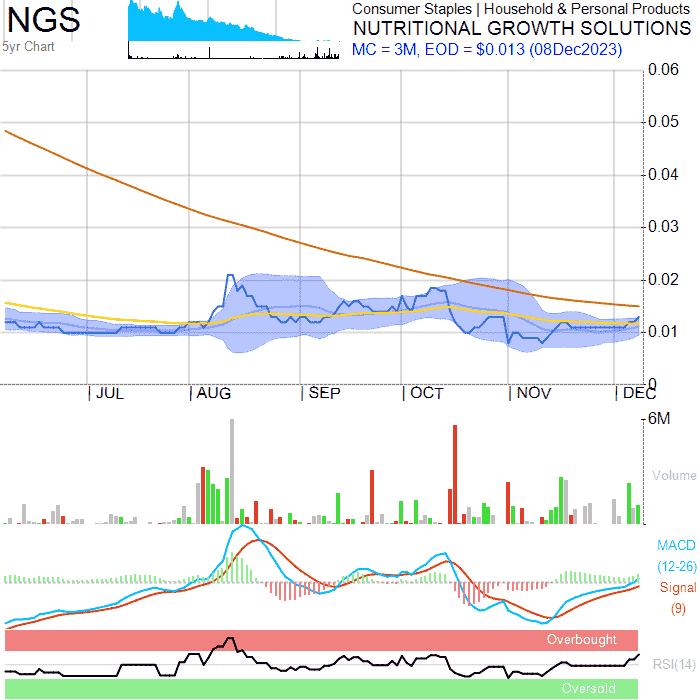 NGS
5yr Chart
Consumer Staples | Household & Personal Products
NUTRITIONAL GROWTH SOLUTIONS
MC = 3M, EOD = $0.013 (08Dec2023)
0.06
0.05
0.04
0.03
0.02
0.01
0
| JUL
| AUG
| SEP
| OCT
| NOV
| DEC
6M
Volume
MACD
(12-26)
Signal
(9)
Overbought
RSI(14)
Oversold